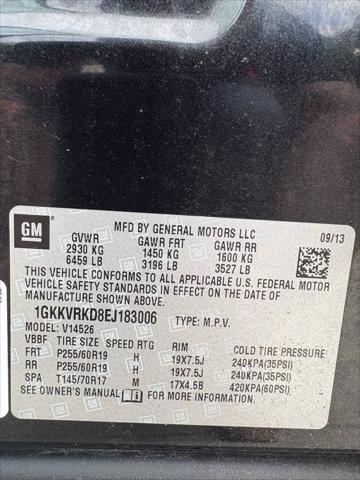 GM
MFD BY GENERAL MOTORS LLC
09/13
GVWR GAWR FRT GAWR RR
2930 KG 1450 KG 1600 KG
6459 LB 3196 LB 3527 LB
THIS VEHICLE CONFORMS TO ALL APPLICABLE U.S. FEDERAL MOTOR
VEHICLE SAFETY STANDARDS IN EFFECT ON THE DATE OF
MANUFACTURE SHOWN ABOVE.
1GKKVRKD8EJ183006 TYPE: M.P.V.
MODEL: V14526
VBBF TIRE SIZE SPEED RTG RIM COLD TIRE PRESSURE
FRT P255/60R19 H 19X7.5J 240KPA(35PSI)
RR P255/60R19 H 19X7.5J 240KPA(35PSI)
SPA T145/70R17 M 17X4.5B 420KPA(60PSI)
SEE OWNER'S MANUAL FOR MORE INFORMATION.